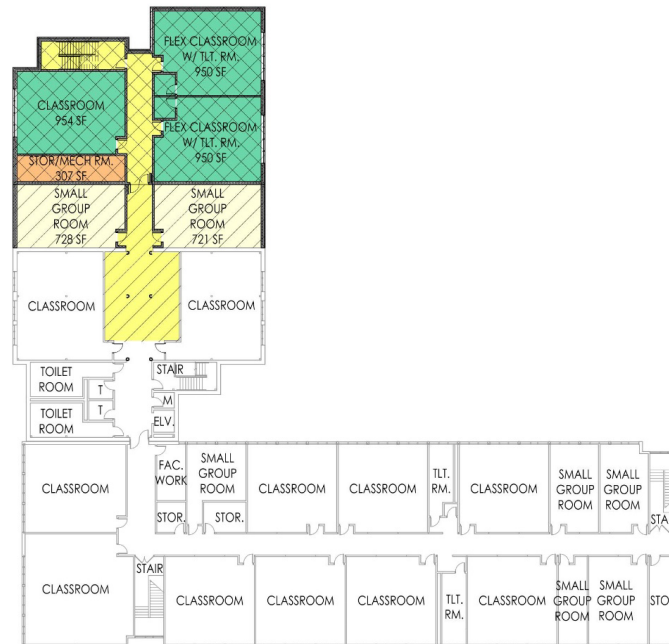 FLEX CLASSROOM
W/ TLT. RM.
950 SF
CLASSROOM
954 SF
FLEX CLASSROOM
W/ TLT. RM.
950 SF
STOR/MECH RM.
307 SF
SMALL
GROUP
ROOM
728 SF
SMALL
GROUP
ROOM
721 SF
CLASSROOM
CLASSROOM
TOILET
ROOM
STAIR
T
M
TOILET
ROOM
T
ELV.
CLASSROOM
FAC.
WORK
SMALL
GROUP
ROOM
CLASSROOM
CLASSROOM
TLT.
RM.
CLASSROOM
SMALL
GROUP
ROOM
SMALL
GROUP
ROOM
STOR.
STOR.
STA
CLASSROOM
STAIR
CLASSROOM
CLASSROOM
CLASSROOM
TLT.
RM.
CLASSROOM
SMALL
GROUP
ROOM
SMALL
GROUP
ROOM
STO